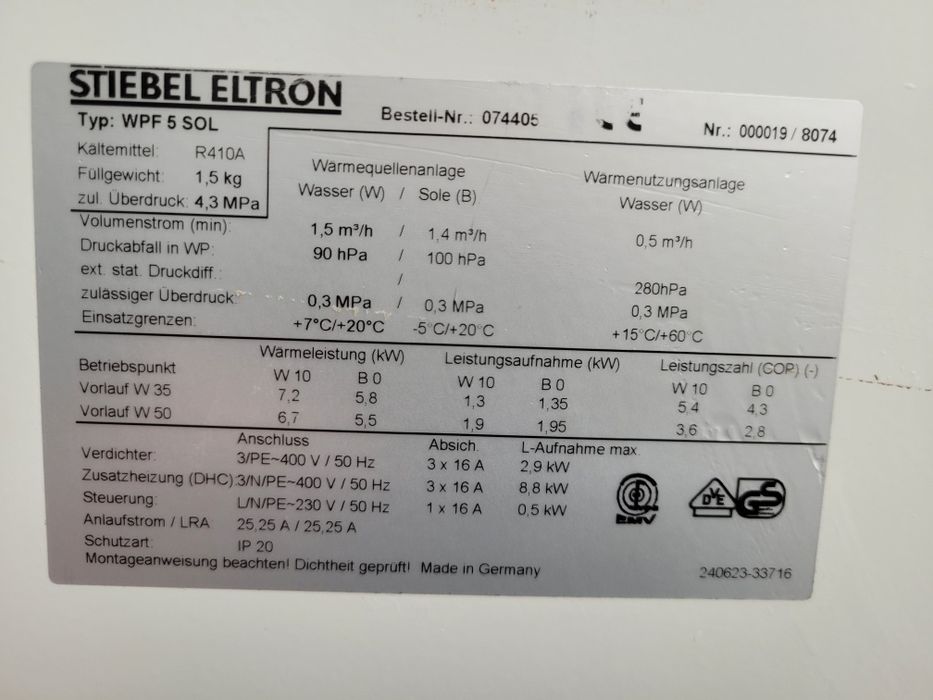 STIEBEL ELTRON
Typ: WPF 5 SOL Bestell-Nr.: 074405 Nr.: 000019 / 8074
Kältemittel: R410A
Füllgewicht: 1,5 kg
zul. Überdruck: 4,3 MPa
Wärmequellenanlage Wärmenutzungsanlage
Wasser (W) / Sole (B) Wasser (W)
Volumenstrom (min): 1,5 m³/h / 1,4 m³/h 0,5 m³/h
Druckabfall in WP: 90 hPa / 100 hPa
ext. stat. Druckdiff.: / 280hPa
zulässiger Überdruck: 0,3 MPa / 0,3 MPa 0,3 MPa
Einsatzgrenzen: +7°C/+20°C -5°C/+20°C +15°C/+60°C
Wärmeleistung (kW) Leistungsaufnahme (kW) Leistungszahl (COP) (-)
Betriebspunkt W 10 B 0 W 10 B 0 W 10 B 0
Vorlauf W 35 7,2 5,8 1,3 1,35 5,4 4,3
Vorlauf W 50 6,7 5,5 1,9 1,95 3,6 2,8
Anschluss Absich. L-Aufnahme max.
Verdichter: 3/PE~400 V / 50 Hz 3 x 16 A 2,9 kW
Zusatzheizung (DHC): 3/N/PE~400 V / 50 Hz 3 x 16 A 8,8 kW
Steuerung: L/N/PE~230 V / 50 Hz 1 x 16 A 0,5 kW
Anlaufstrom / LRA 25,25 A / 25,25 A
Schutzart: IP 20
Montageanweisung beachten! Dichtheit geprüft! Made in Germany
VDE GS
240623-33716